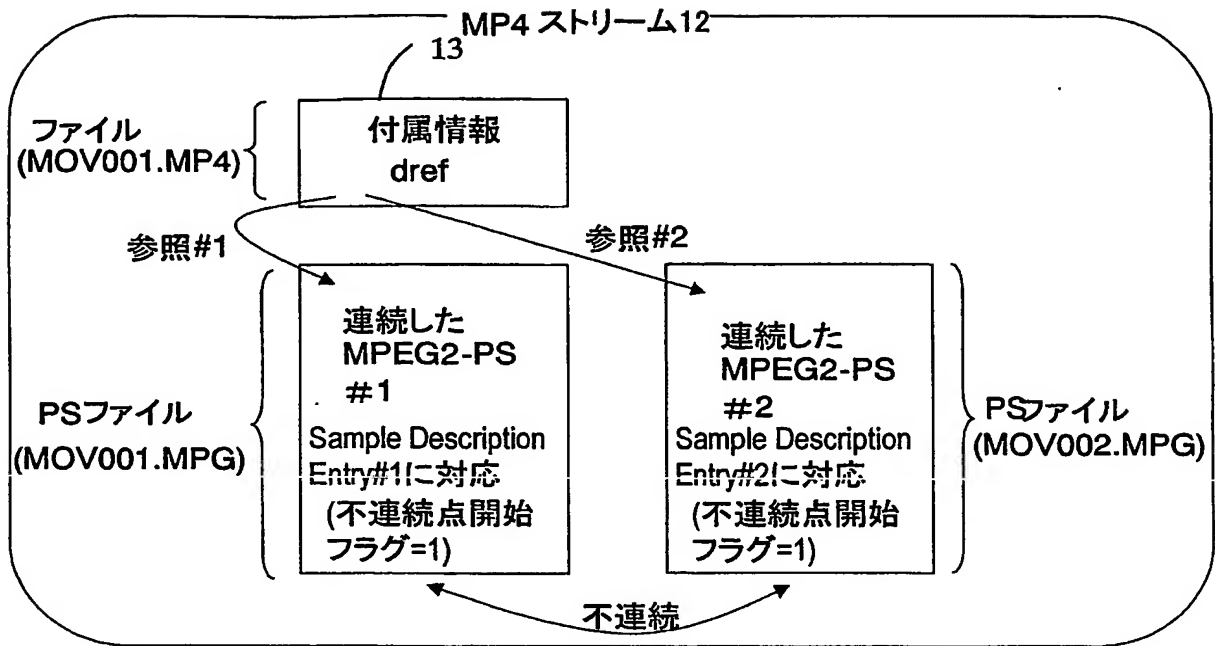 MP4 ストリーム12
13
ファイル
(MOV001.MP4)
付属情報
dref
参照#1
参照#2
連続した
MPEG2-PS
#1
Sample Description
Entry#1に対応
(不連続点開始
フラグ=1)
PSファイル
(MOV001.MPG)
連続した
MPEG2-PS
#2
Sample Description
Entry#2に対応
(不連続点開始
フラグ=1)
PSファイル
(MOV002.MPG)
不連続